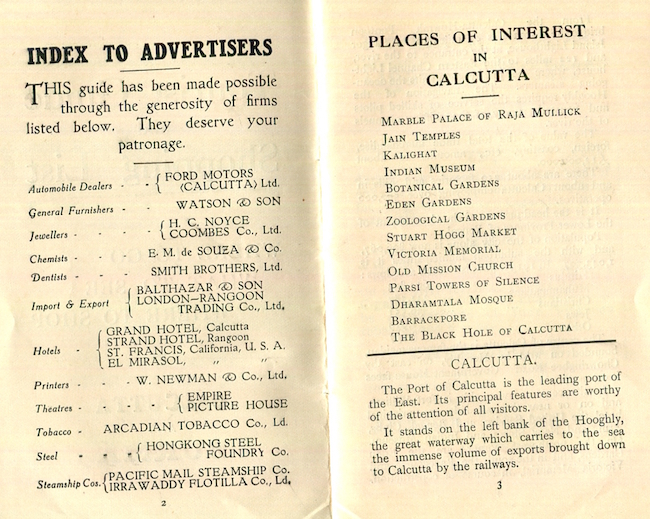 INDEX TO ADVERTISERS
THIS guide has been made possible
through the generosity of firms
listed below. They deserve your
patronage.
Automobile Dealers - - { FORD MOTORS
(CALCUTTA) Ltd.
General Furnishers - - WATSON & SON
Jewellers - - - { H. C. NOYCE
COOMBES Co., Ltd.
Chemists - - E. M. de SOUZA & Co.
Dentists - - - SMITH BROTHERS, Ltd.
Import & Export { BALTHAZAR & SON
LONDON-RANGOON
TRADING Co., Ltd.
Hotels - { GRAND HOTEL, Calcutta
STRAND HOTEL, Rangoon
ST. FRANCIS, California, U. S. A.
EL MIRASOL, " "
Printers - - W. NEWMAN & Co., Ltd.
Theatres - - - { EMPIRE
PICTURE HOUSE
Tobacco - ARCADIAN TOBACCO Co., Ld.
Steel - - { HONGKONG STEEL
FOUNDRY Co.
Steamship Cos. { PACIFIC MAIL STEAMSHIP Co.
IRRAWADDY FLOTILLA Co., Ld.
2
PLACES OF INTEREST
IN
CALCUTTA
MARBLE PALACE OF RAJA MULLICK
JAIN TEMPLES
KALIGHAT
INDIAN MUSEUM
BOTANICAL GARDENS
EDEN GARDENS
ZOOLOGICAL GARDENS
STUART HOGG MARKET
VICTORIA MEMORIAL
OLD MISSION CHURCH
PARSI TOWERS OF SILENCE
DHARAMTALA MOSQUE
BARRACKPORE
THE BLACK HOLE OF CALCUTTA
CALCUTTA.
The Port of Calcutta is the leading port of
the East. Its principal features are worthy
of the attention of all visitors.
It stands on the left bank of the Hooghly,
the great waterway which carries to the sea
the immense volume of exports brought down
to Calcutta by the railways.
3